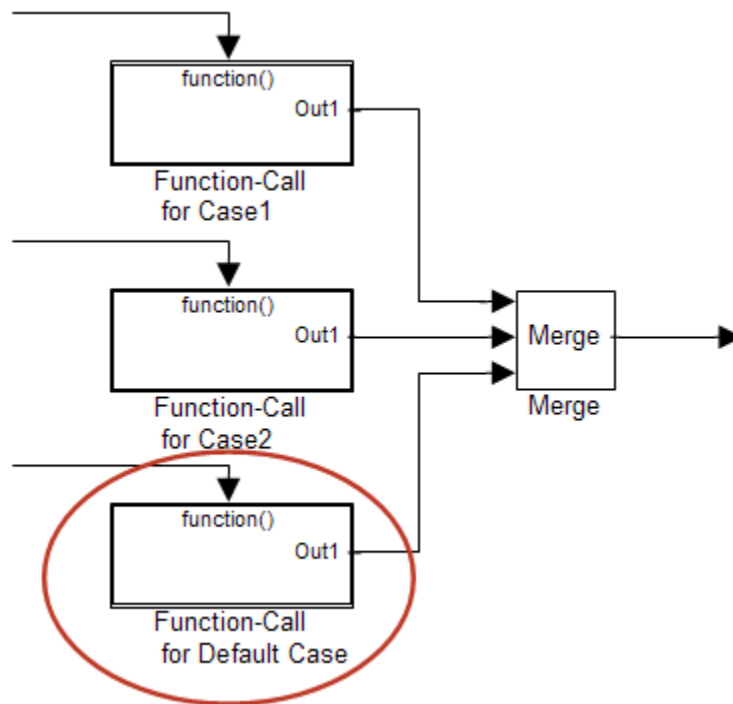 function()
Out1
Function-Call
for Case1
function()
Out1
Function-Call
for Case2
Merge
Merge
function()
Out1
Function-Call
for Default Case